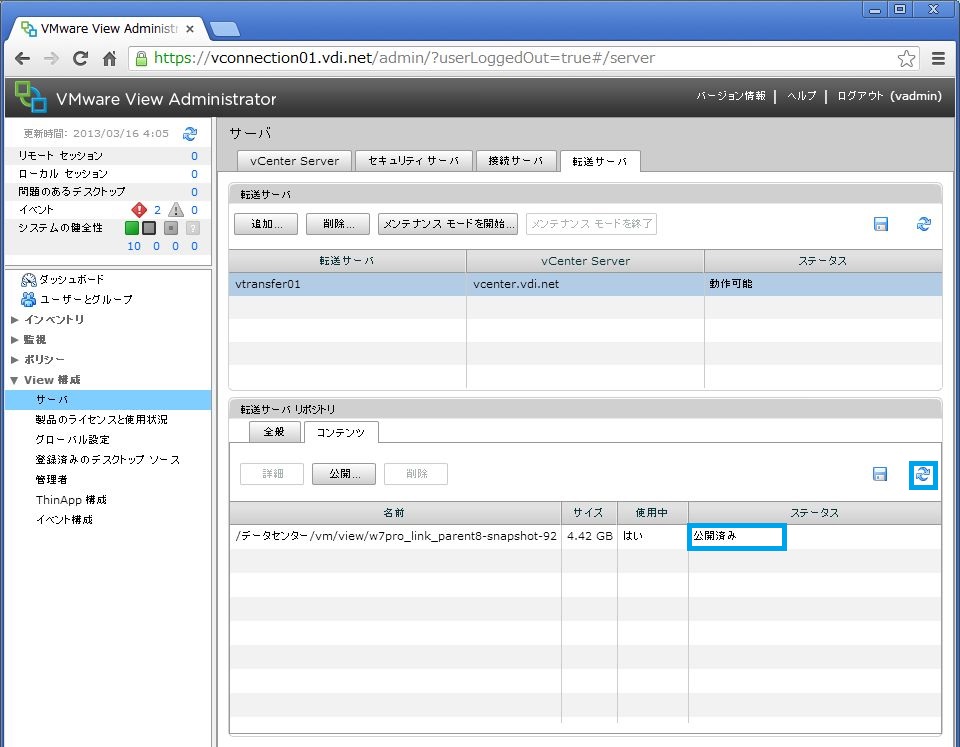 VMware View Administr
https://vconnection01.vdi.net/admin/?userLoggedOut=true#/server
VMware View Administrator
バージョン情報 | ヘルプ | ログアウト (vadmin)
更新時間: 2013/03/16 4:05
リモート セッション 0
ローカル セッション 0
問題のあるデスクトップ 0
イベント 2 0
システムの健全性 ?
10 0 0 0
ダッシュボード
ユーザーとグループ
インベントリ
監視
ポリシー
View 構成
サーバ
製品のライセンスと使用状況
グローバル設定
登録済みのデスクトップ ソース
管理者
ThinApp 構成
イベント構成
サーバ
vCenter Server セキュリティ サーバ 接続サーバ 転送サーバ
転送サーバ
追加... 削除... メンテナンス モードを開始... メンテナンス モードを終了
転送サーバ vCenter Server ステータス
vtransfer01 vcenter.vdi.net 動作可能
転送サーバ リポジトリ
全般 コンテンツ
詳細 公開... 削除
名前 サイズ 使用中 ステータス
/データセンター/vm/view/w7pro_link_parent8-snapshot-92 4.42 GB はい 公開済み